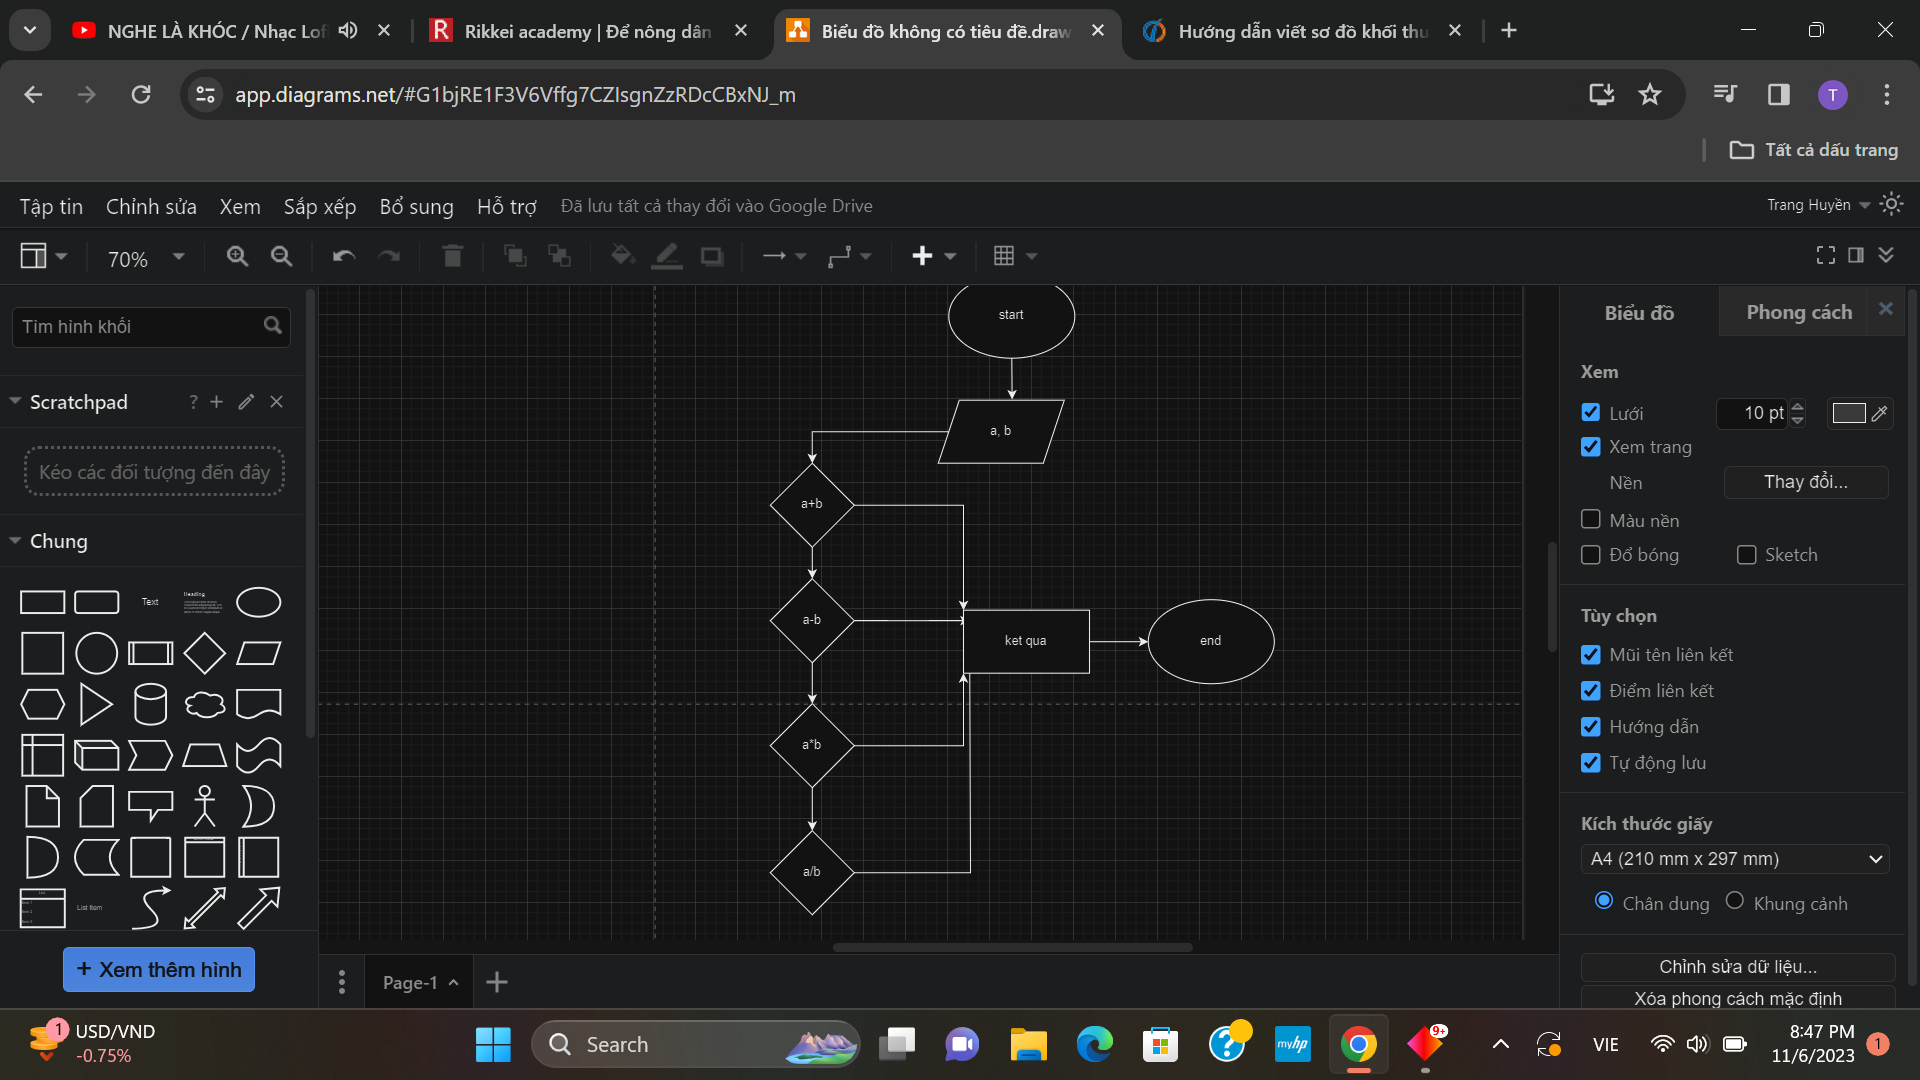 NGHE LÀ KHÓC / Nhạc Lof
Rikkei academy | Để nông dân
Biểu đồ không có tiêu đề.draw
Hướng dẫn viết sơ đồ khối thu
app.diagrams.net/#G1bjRE1F3V6Vffg7CZIsgnZzRDcCBxNJ_m
T
Tất cả dấu trang
Tập tin
Chỉnh sửa
Xem
Sắp xếp
Bổ sung
Hỗ trợ
Đã lưu tất cả thay đổi vào Google Drive
Trang Huyền
70%
Tìm hình khối
Scratchpad
?
Kéo các đối tượng đến đây
Chung
Text
Heading
List Item
+ Xem thêm hình
start
a, b
a+b
a-b
ket qua
end
a*b
a/b
Page-1
Biểu đồ
Phong cách
Xem
Lưới
10 pt
Xem trang
Nền
Thay đổi...
Màu nền
Đổ bóng
Sketch
Tùy chọn
Mũi tên liên kết
Điểm liên kết
Hướng dẫn
Tự động lưu
Kích thước giấy
A4 (210 mm x 297 mm)
Chân dung
Khung cảnh
Chỉnh sửa dữ liệu...
Xóa phong cách mặc định
1
USD/VND
-0.75%
Search
myhp
9+
VIE
8:47 PM
11/6/2023
1